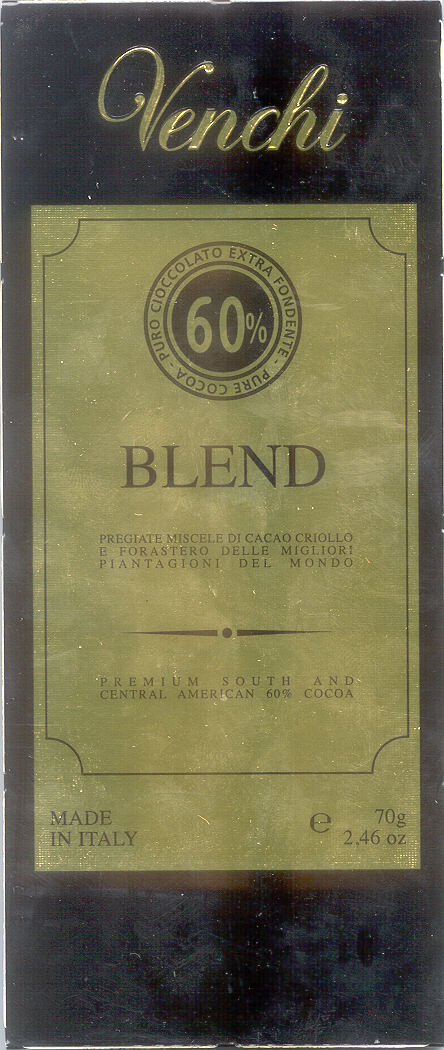 Venchi
PURO CIOCCOLATO EXTRA FONDENTE - PURE COCOA -
60%
BLEND
PREGIATE MISCELE DI CACAO CRIOLLO
E FORASTERO DELLE MIGLIORI
PIANTAGIONI DEL MONDO
PREMIUM SOUTH AND
CENTRAL AMERICAN 60% COCOA
MADE
IN ITALY
℮ 70g
2,46 oz